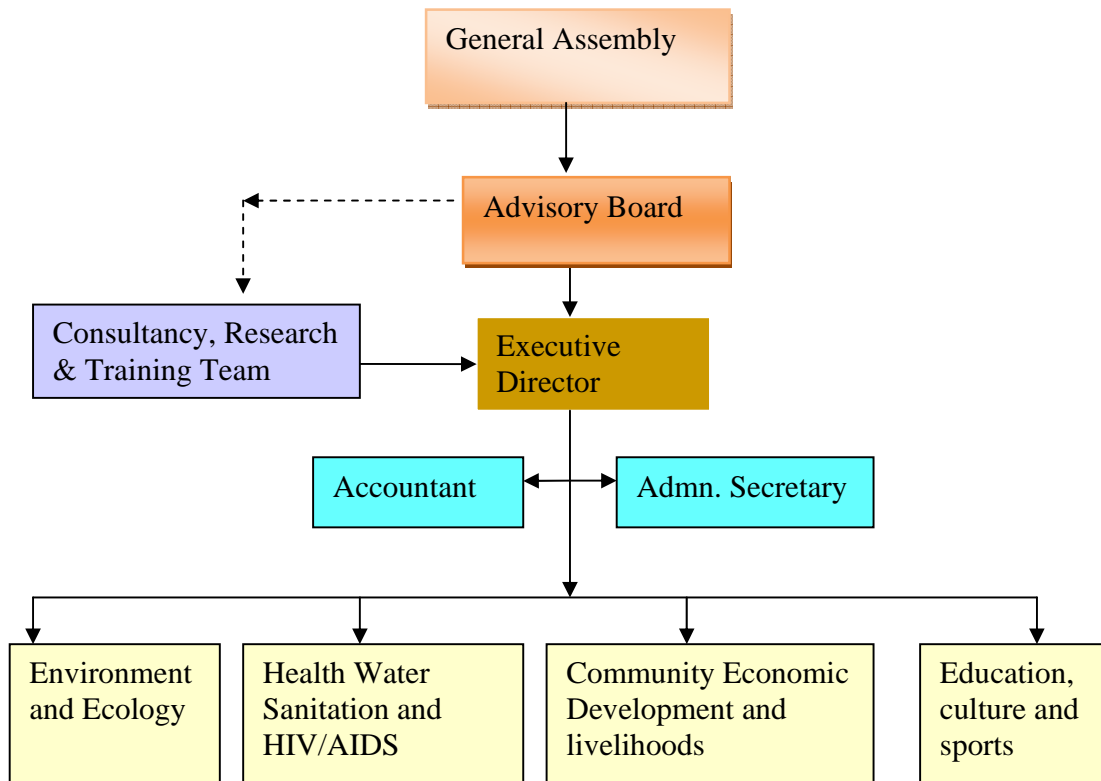 General Assembly
Advisory Board
Consultancy, Research
& Training Team
Executive
Director
Accountant
Admn. Secretary
Environment
and Ecology
Health Water
Sanitation and
HIV/AIDS
Community Economic
Development and
livelihoods
Education,
culture and
sports